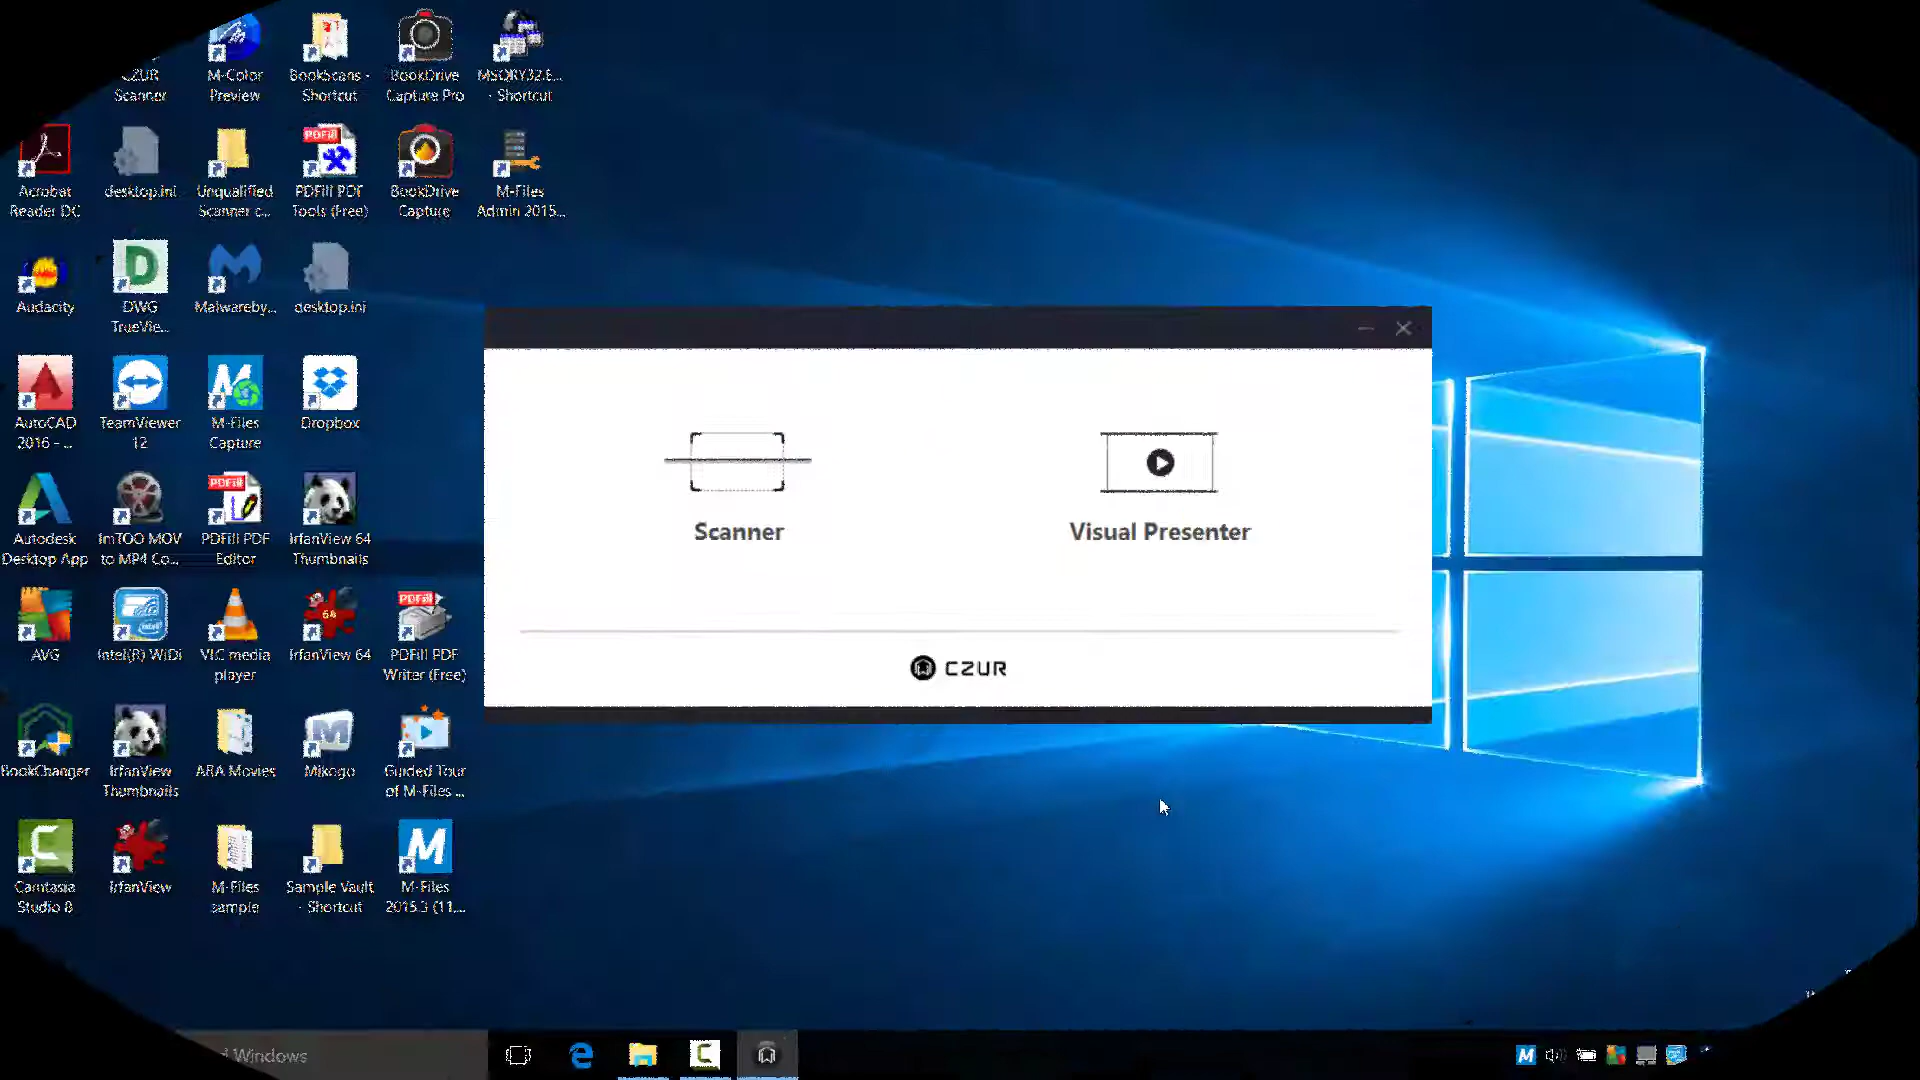 CZUR
Scanner
M-Color
Preview
BookScans -
Shortcut
BookDrive
Capture Pro
MSQRY32.E...
- Shortcut
Acrobat
Reader DC
desktop.ini
Unqualified
Scanner c...
PDFill
PDFill PDF
Tools (Free)
BookDrive
Capture
M-Files
Admin 2015...
Audacity
DWG
TrueVie...
Malwareby...
desktop.ini
AutoCAD
2016 - ...
TeamViewer
12
M-Files
Capture
Dropbox
Scanner
Visual Presenter
Autodesk
Desktop App
ImTOO MOV
to MP4 Co...
PDFill
PDFill PDF
Editor
IrfanView 64
Thumbnails
AVG
Intel(R) WiDi
VLC media
player
64
IrfanView 64
PDFill
PDFill PDF
Writer (Free)
CZUR
BookChanger
IrfanView
Thumbnails
ARA Movies
Mikogo
Guided Tour
of M-Files ...
Camtasia
Studio 8
IrfanView
M-Files
sample
Sample Vault
- Shortcut
M-Files
2015.3 (11,...
Windows